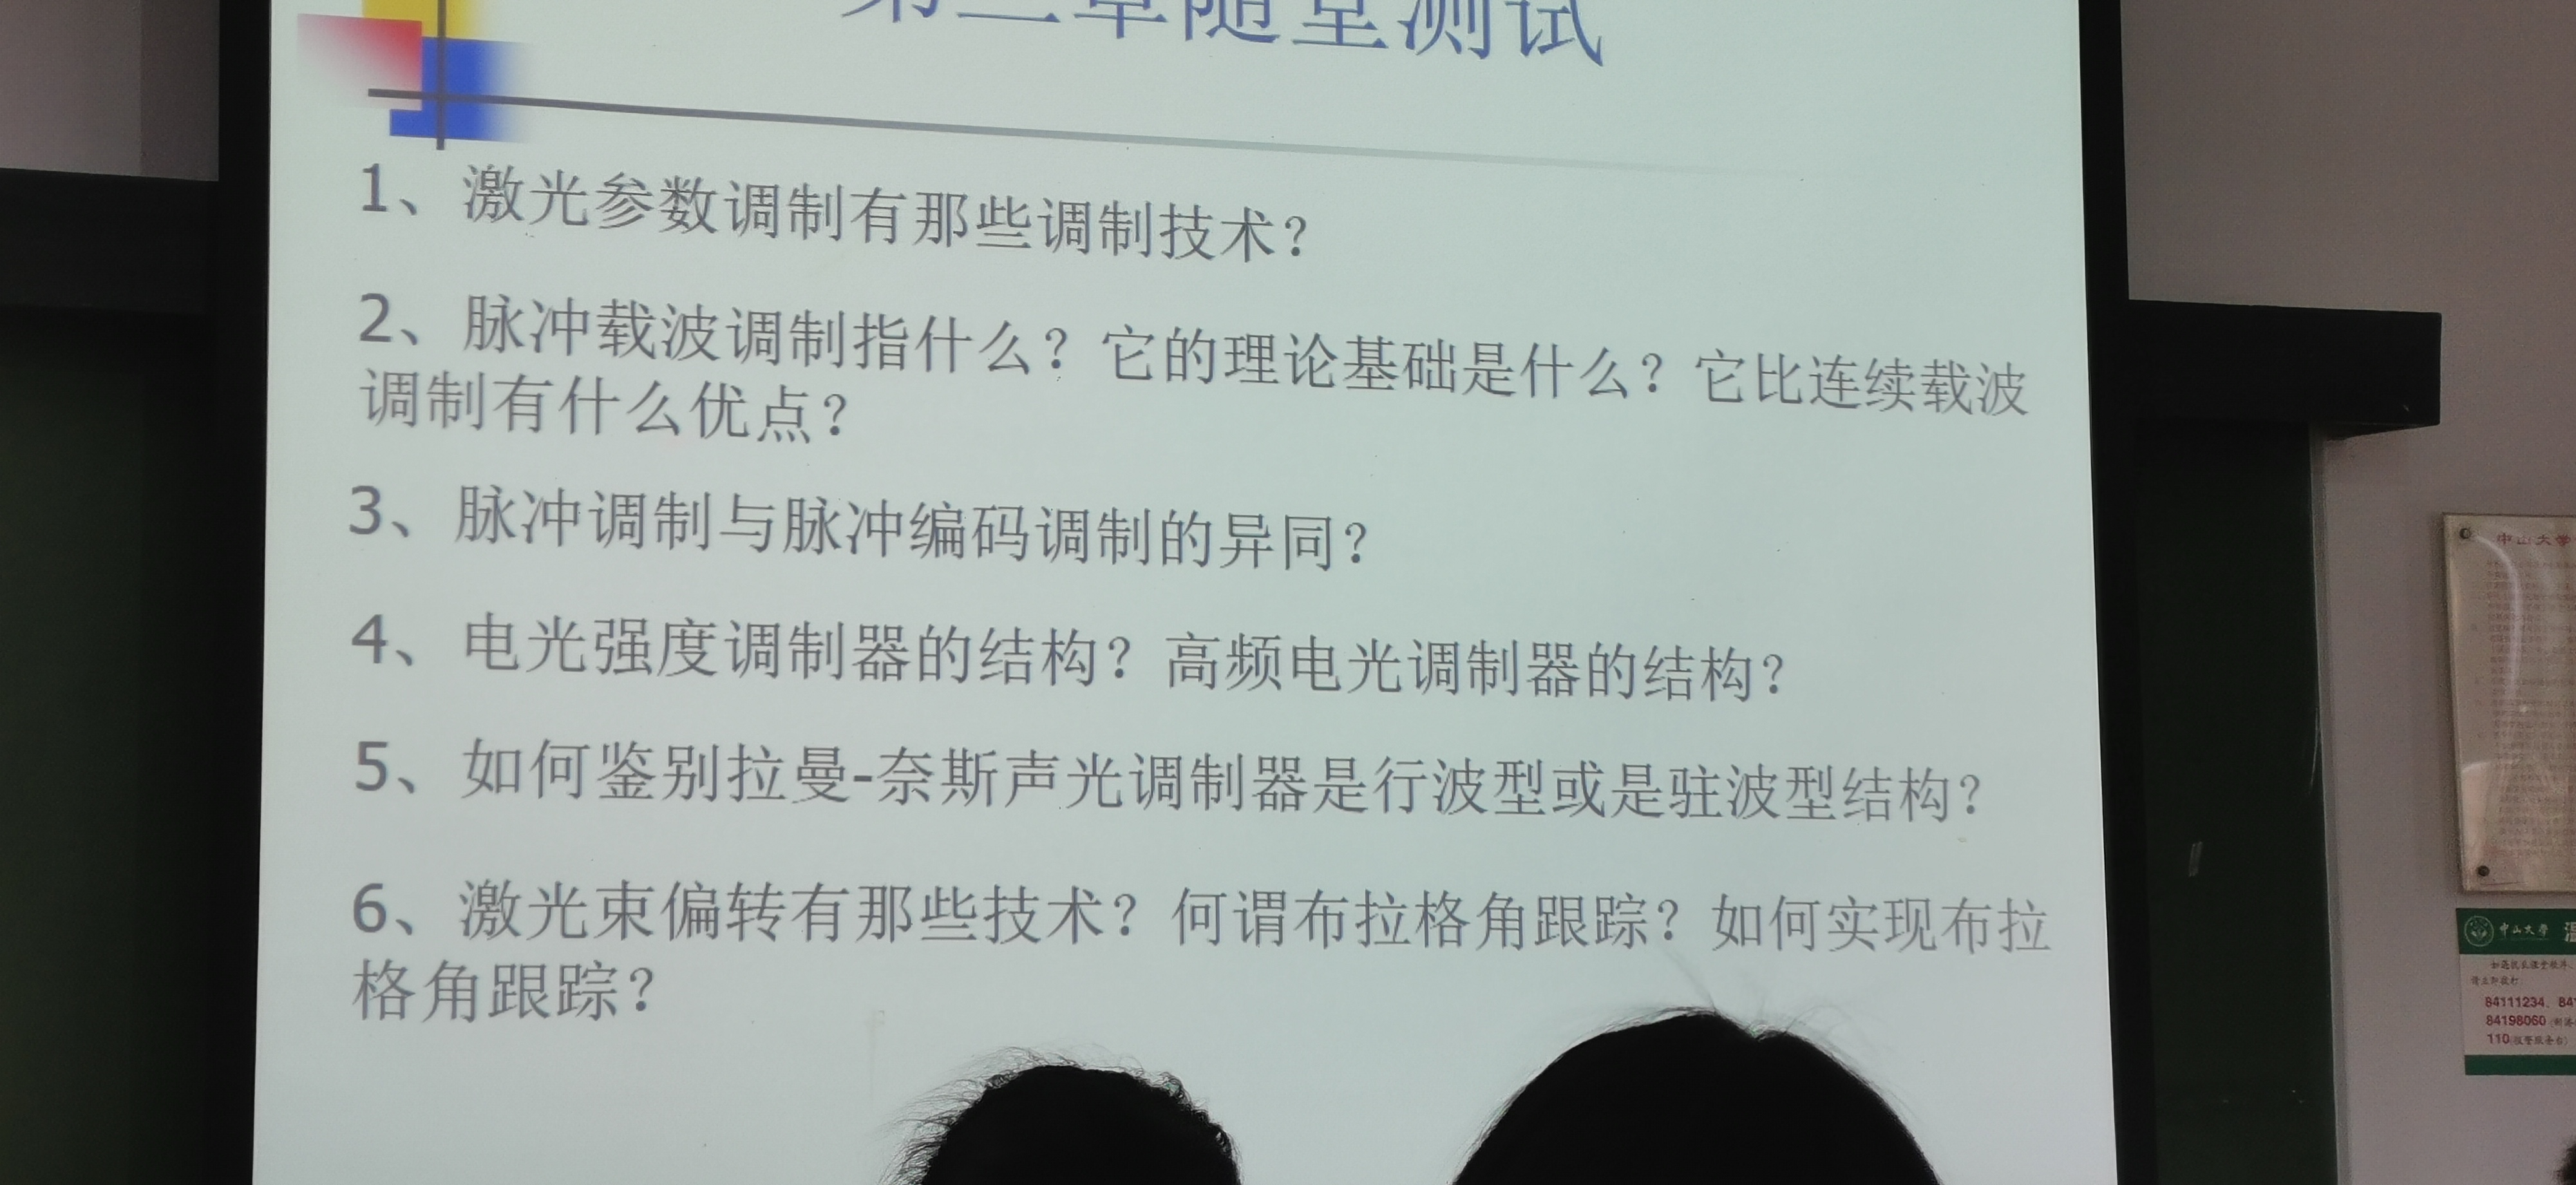 章随堂测试
1、激光参数调制有那些调制技术？
2、脉冲载波调制指什么？它的理论基础是什么？它比连续载波
调制有什么优点？
3、脉冲调制与脉冲编码调制的异同？
4、电光强度调制器的结构？高频电光调制器的结构？
5、如何鉴别拉曼-奈斯声光调制器是行波型或是驻波型结构？
6、激光束偏转有那些技术？何谓布拉格角跟踪？如何实现布拉
格角跟踪？
中山大学
中山大学
84111234、84
84198060
110(报警服务台)